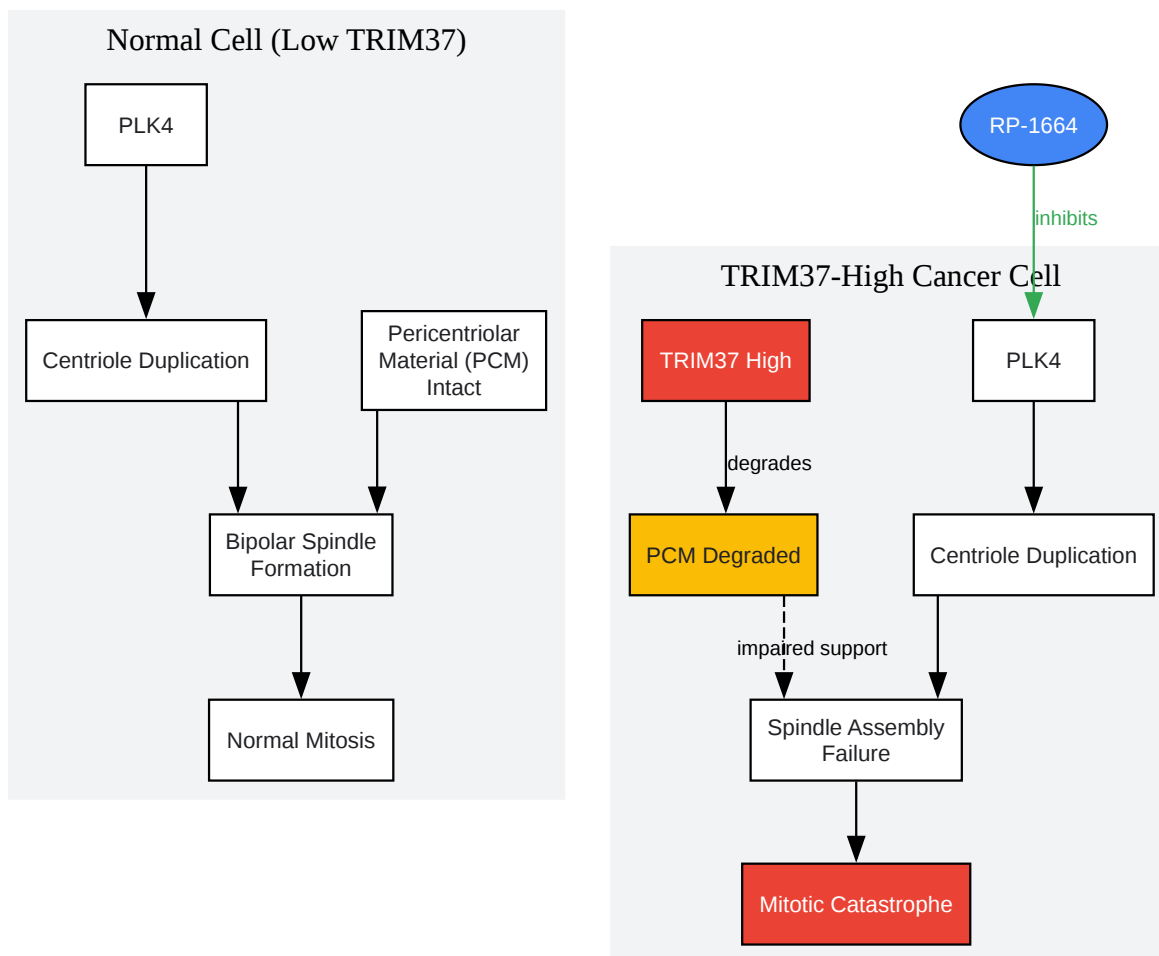 Normal Cell (Low TRIM37)
PLK4
Centriole Duplication
Pericentriolar
Material (PCM)
Intact
Bipolar Spindle
Formation
Normal Mitosis
RP-1664
inhibits
TRIM37-High Cancer Cell
TRIM37 High
PLK4
degrades
PCM Degraded
Centriole Duplication
impaired support
Spindle Assembly
Failure
Mitotic Catastrophe